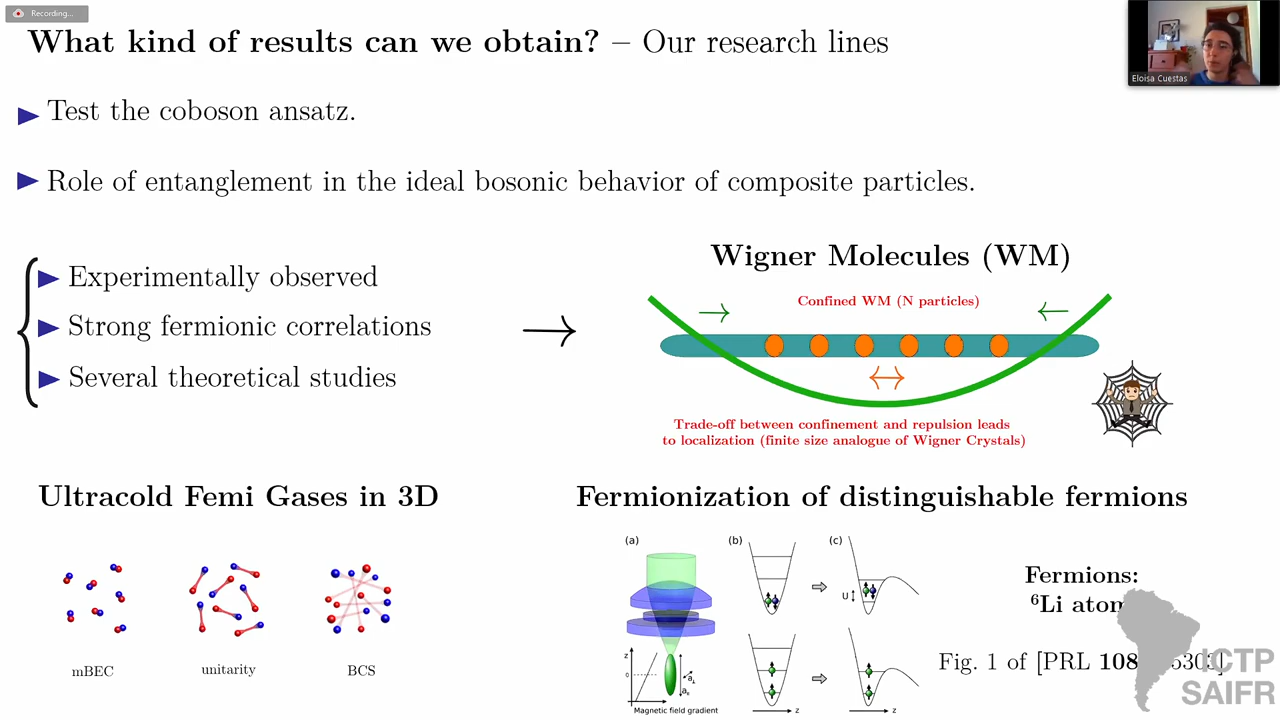 Recording...
What kind of results can we obtain? – Our research lines
Eloisa Cuestas
Test the coboson ansatz.
Role of entanglement in the ideal bosonic behavior of composite particles.
Experimentally observed
Strong fermionic correlations
Several theoretical studies
Wigner Molecules (WM)
Confined WM (N particles)
Trade-off between confinement and repulsion leads
to localization (finite size analogue of Wigner Crystals)
Ultracold Femi Gases in 3D
mBEC
unitarity
BCS
Fermionization of distinguishable fermions
(a)
(b)
(c)
U
z
0
a
a
Magnetic field gradient
z
z
Fermions:
⁶Li
Fig. 1 of [PRL 108
ICTP
SAIFR